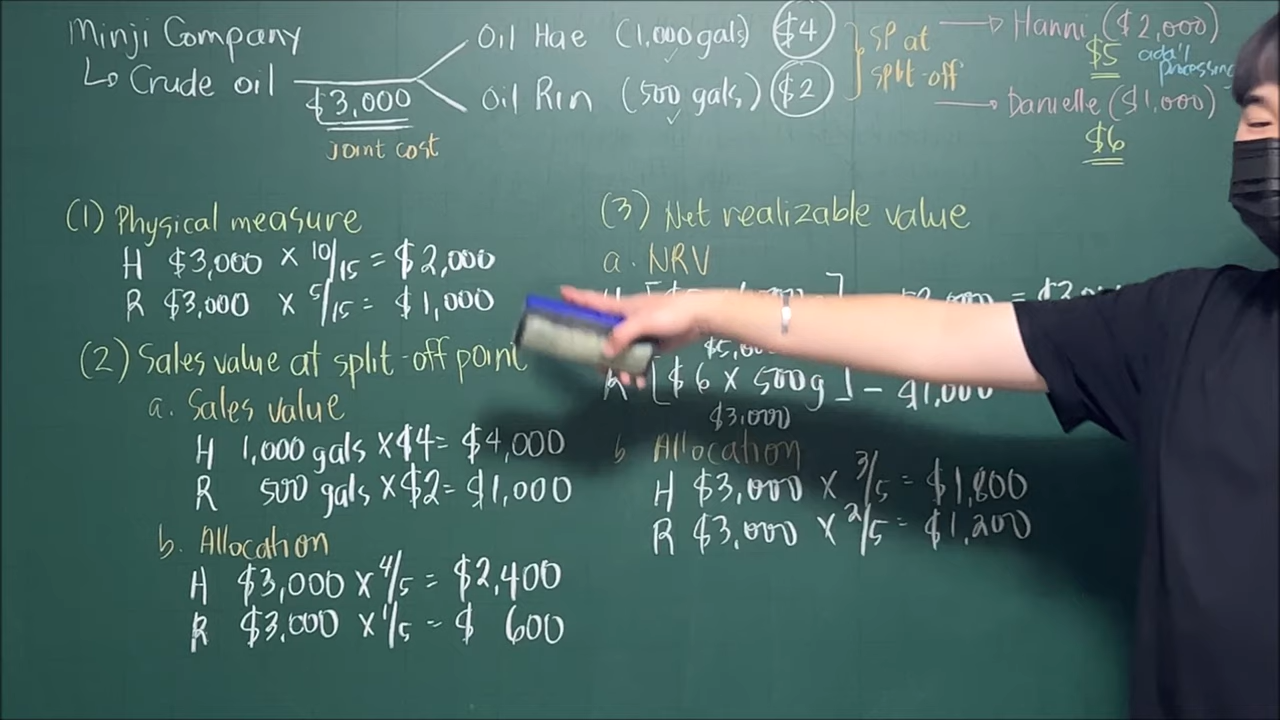 Minji Company
↳ Crude oil
$3,000
joint cost
Oil Hae (1,000 gals) $4
Oil Rin (500 gals) $2
SP at
split-off
Hanni ($2,000)
$5 add'l
processing
Danielle ($1,000)
$6
(1) Physical measure
H $3,000 × 10/15 = $2,000
R $3,000 × 5/15 = $1,000
(2) Sales value at split-off point
a. Sales value
H 1,000 gals × $4 = $4,000
R 500 gals × $2 = $1,000
b. Allocation
H $3,000 × 4/5 = $2,400
R $3,000 × 1/5 = $ 600
(3) Net realizable value
a. NRV
R [$6 × 500g] - $1,000
$3,000
b Allocation
H $3,000 × 3/5 = $1,800
R $3,000 × 2/5 = $1,200